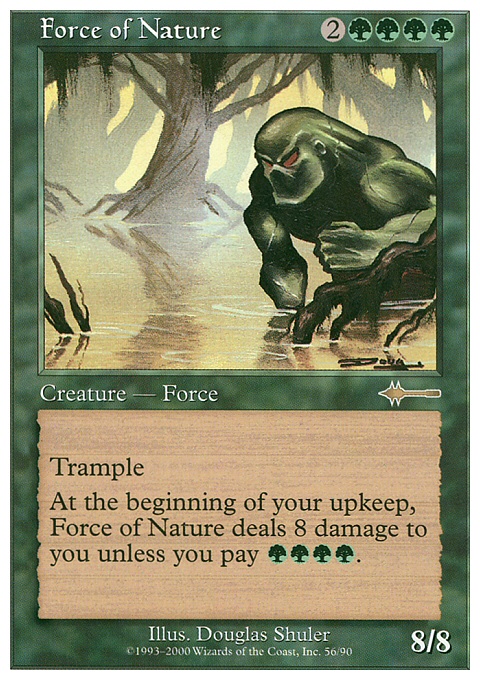 Force of Nature 2
Creature — Force
Trample
At the beginning of your upkeep,
Force of Nature deals 8 damage to
you unless you pay .
Illus. Douglas Shuler
©1993–2000 Wizards of the Coast, Inc. 56/90
8/8